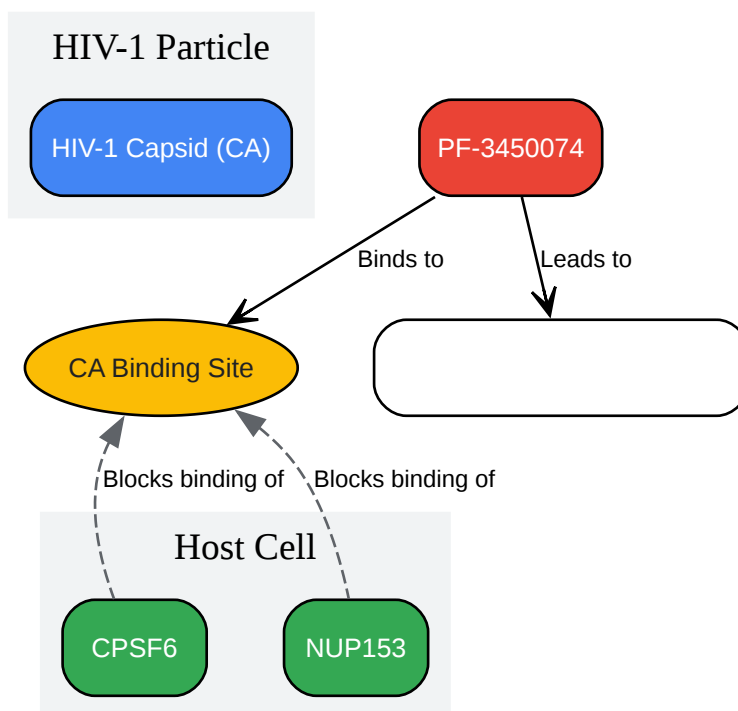 HIV-1 Particle
HIV-1 Capsid (CA)
PF-3450074
Binds to
Leads to
CA Binding Site
Blocks binding of
Blocks binding of
Host Cell
CPSF6
NUP153